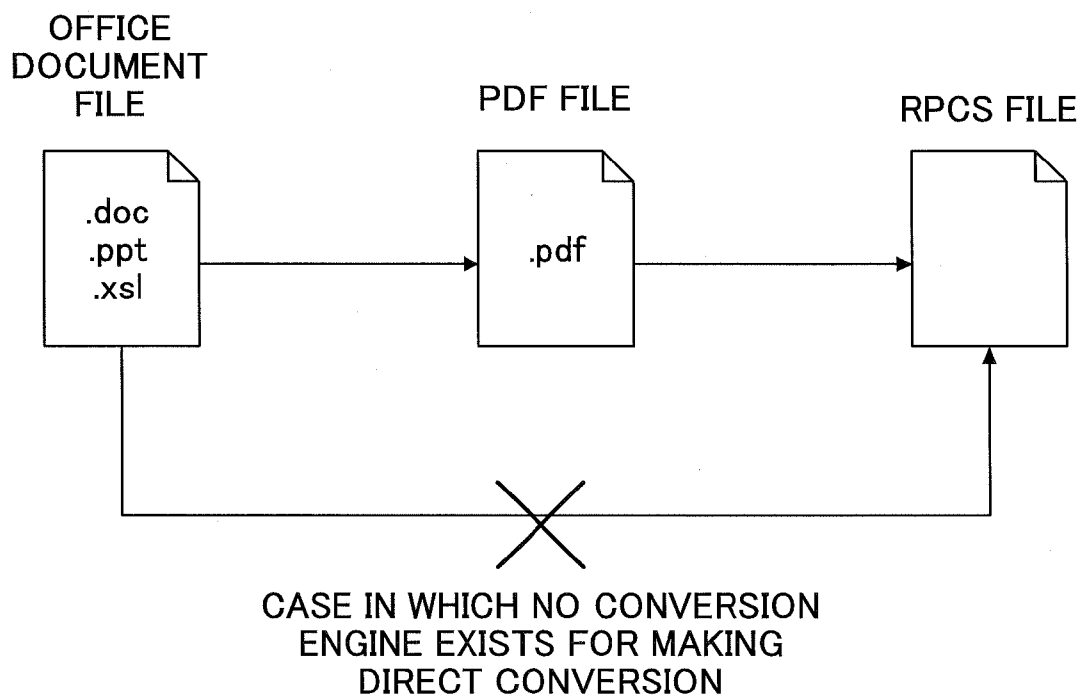 OFFICE
DOCUMENT
FILE
PDF FILE
RPCS FILE
.doc
.ppt
.xsl
.pdf
CASE IN WHICH NO CONVERSION
ENGINE EXISTS FOR MAKING
DIRECT CONVERSION